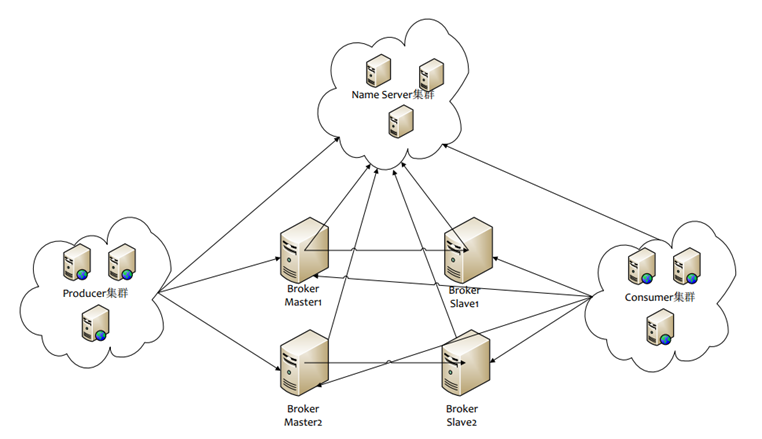 Name Server集群
Producer集群
Broker
Master1
Broker
Slave1
Consumer集群
Broker
Master2
Broker
Slave2